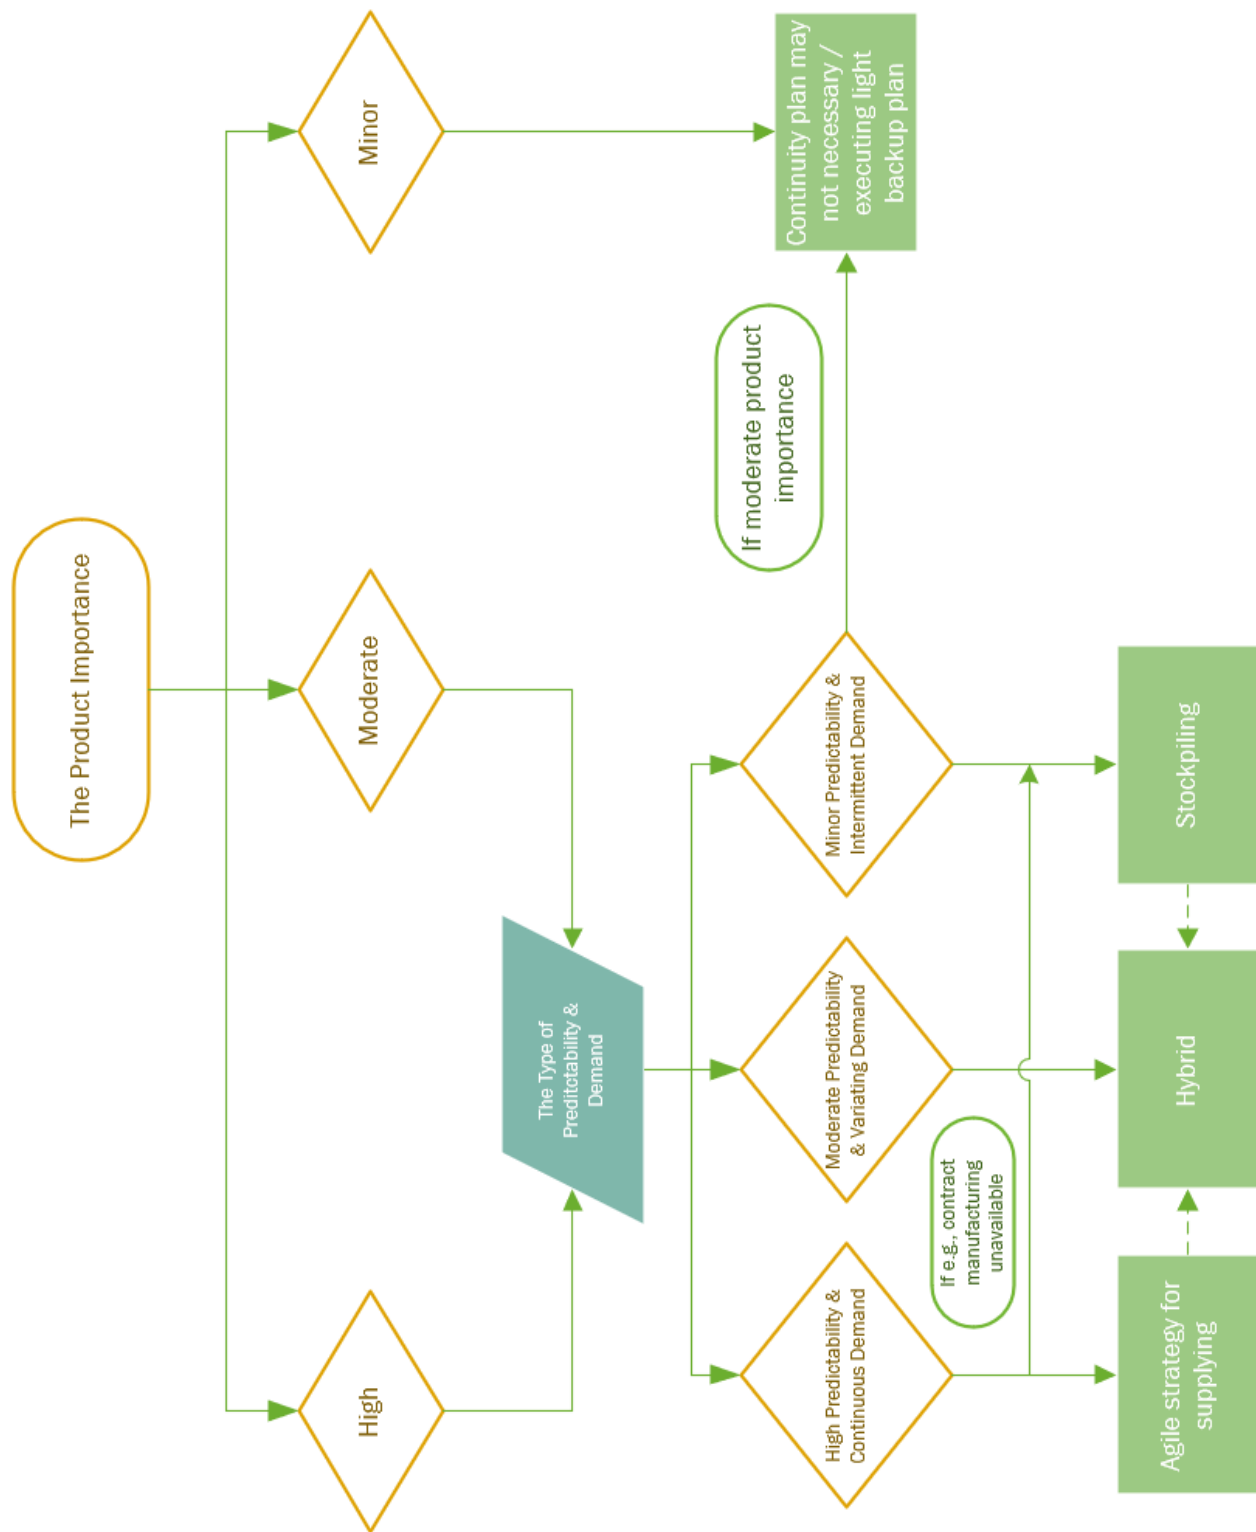 The Product Importance
High
Moderate
Minor
The Type of
Preditctability &
Demand
High Predictability &
Continuous Demand
Moderate Predictability
& Variating Demand
Minor Predictability &
Intermittent Demand
If moderate product
importance
Continuity plan may
not necessary /
executing light
backup plan
If e.g., contract
manufacturing
unavailable
Agile strategy for
supplying
Hybrid
Stockpiling